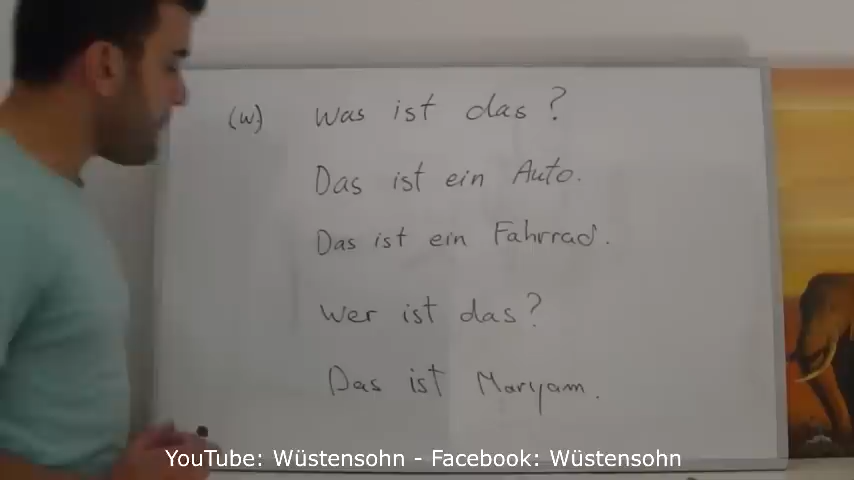 (w) Was ist das?
Das ist ein Auto.
Das ist ein Fahrrad.
Wer ist das?
Das ist Maryam.
YouTube: Wüstensohn - Facebook: Wüstensohn